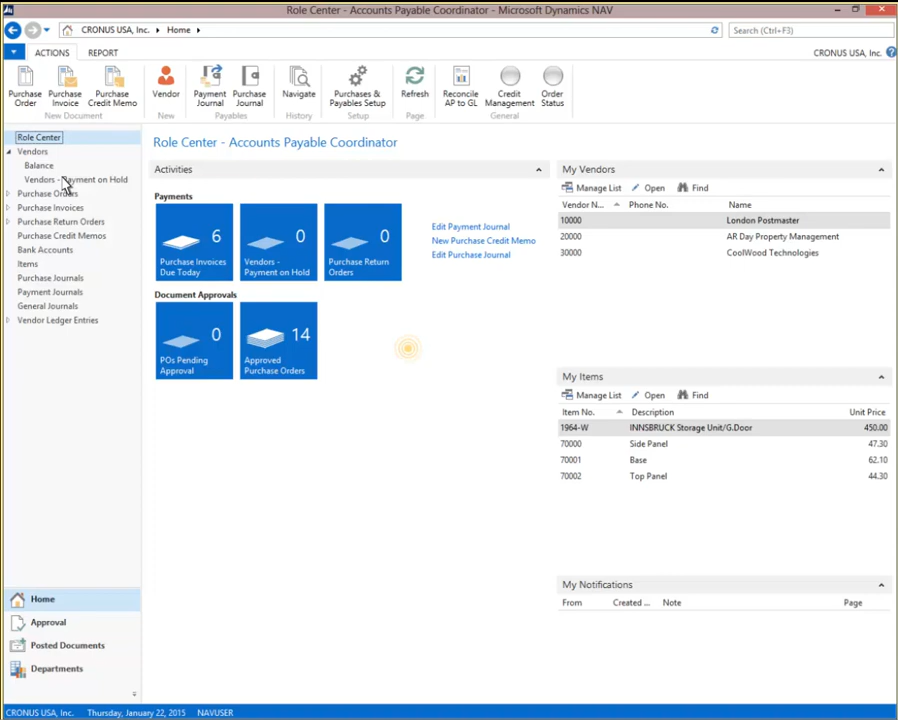 Role Center - Accounts Payable Coordinator - Microsoft Dynamics NAV
CRONUS USA, Inc. Home
Search (Ctrl+F3)
ACTIONS REPORT
CRONUS USA, Inc.
Purchase Order
Purchase Invoice
Purchase Credit Memo
Vendor
Payment Journal
Purchase Journal
Navigate
Purchases & Payables Setup
Refresh
Reconcile AP to GL
Credit Management
Order Status
New Document New Payables History Setup Page General
Role Center
Vendors
Balance
Vendors - Payment on Hold
Purchase Orders
Purchase Invoices
Purchase Return Orders
Purchase Credit Memos
Bank Accounts
Items
Purchase Journals
Payment Journals
General Journals
Vendor Ledger Entries
Home
Approval
Posted Documents
Departments
Role Center - Accounts Payable Coordinator
Activities
Payments
6
Purchase Invoices
Due Today
0
Vendors -
Payment on Hold
0
Purchase Return
Orders
Edit Payment Journal
New Purchase Credit Memo
Edit Purchase Journal
Document Approvals
0
POs Pending
Approval
14
Approved
Purchase Orders
My Vendors
Manage List Open Find
Vendor N... Phone No. Name
10000 London Postmaster
20000 AR Day Property Management
30000 CoolWood Technologies
My Items
Manage List Open Find
Item No. Description Unit Price
1964-W INNSBRUCK Storage Unit/G.Door 450.00
70000 Side Panel 47.30
70001 Base 62.10
70002 Top Panel 44.30
My Notifications
From Created ... Note Page
CRONUS USA, Inc. Thursday, January 22, 2015 NAVUSER